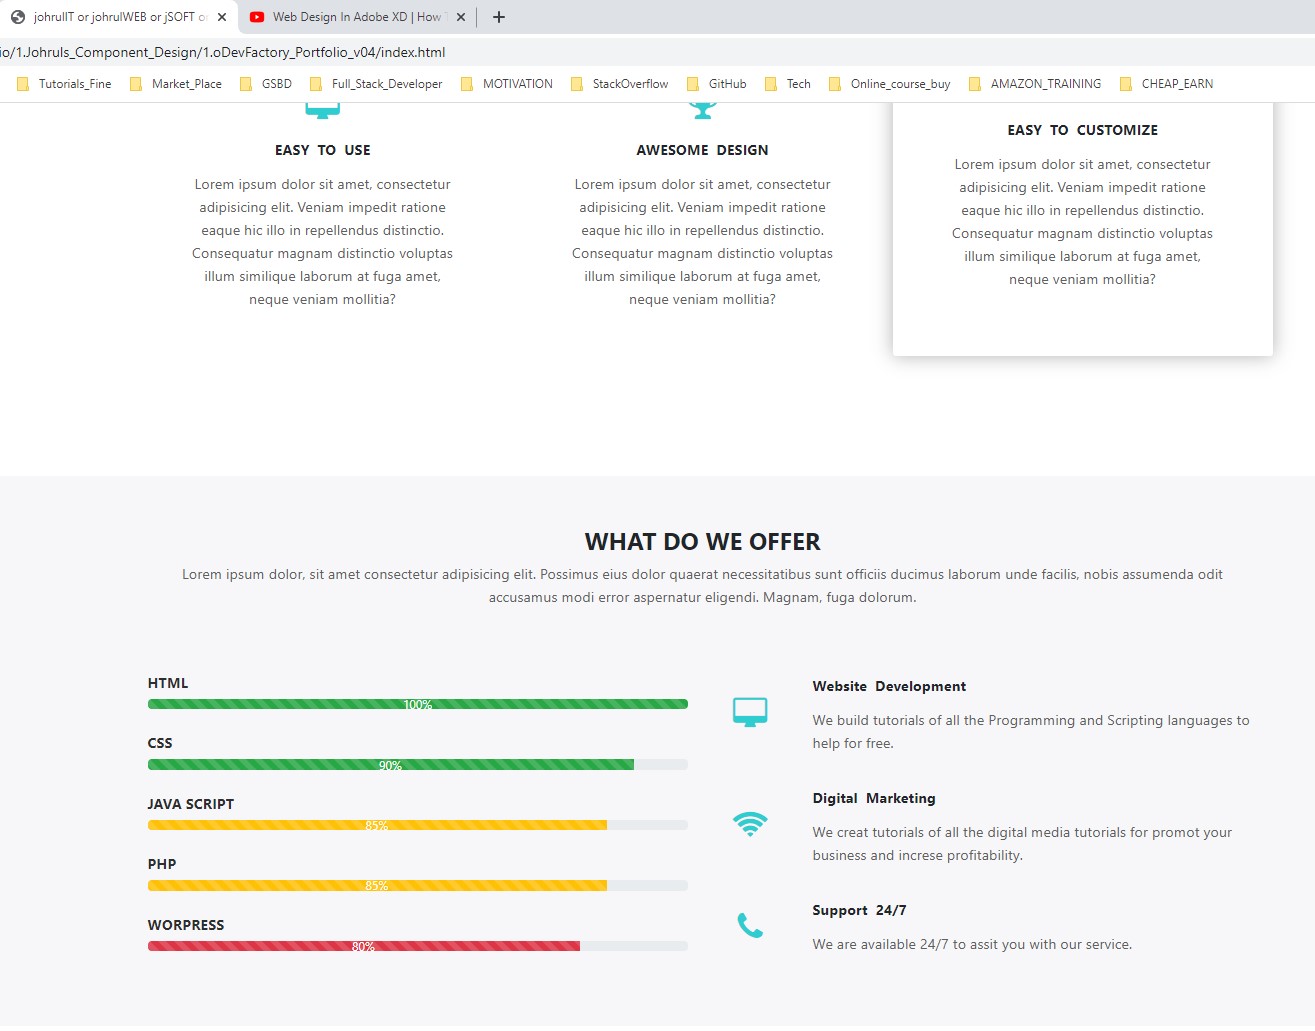 johrulIT or johrulWEB or jSOFT or
Web Design In Adobe XD | How T
io/1.Johruls_Component_Design/1.oDevFactory_Portfolio_v04/index.html
Tutorials_Fine Market_Place GSBD Full_Stack_Developer MOTIVATION StackOverflow GitHub Tech Online_course_buy AMAZON_TRAINING CHEAP_EARN
EASY TO USE
Lorem ipsum dolor sit amet, consectetur
adipisicing elit. Veniam impedit ratione
eaque hic illo in repellendus distinctio.
Consequatur magnam distinctio voluptas
illum similique laborum at fuga amet,
neque veniam mollitia?
AWESOME DESIGN
Lorem ipsum dolor sit amet, consectetur
adipisicing elit. Veniam impedit ratione
eaque hic illo in repellendus distinctio.
Consequatur magnam distinctio voluptas
illum similique laborum at fuga amet,
neque veniam mollitia?
EASY TO CUSTOMIZE
Lorem ipsum dolor sit amet, consectetur
adipisicing elit. Veniam impedit ratione
eaque hic illo in repellendus distinctio.
Consequatur magnam distinctio voluptas
illum similique laborum at fuga amet,
neque veniam mollitia?
WHAT DO WE OFFER
Lorem ipsum dolor, sit amet consectetur adipisicing elit. Possimus eius dolor quaerat necessitatibus sunt officiis ducimus laborum unde facilis, nobis assumenda odit
accusamus modi error aspernatur eligendi. Magnam, fuga dolorum.
HTML
100%
CSS
90%
JAVA SCRIPT
85%
PHP
85%
WORPRESS
80%
Website Development
We build tutorials of all the Programming and Scripting languages to
help for free.
Digital Marketing
We creat tutorials of all the digital media tutorials for promot your
business and increse profitability.
Support 24/7
We are available 24/7 to assit you with our service.